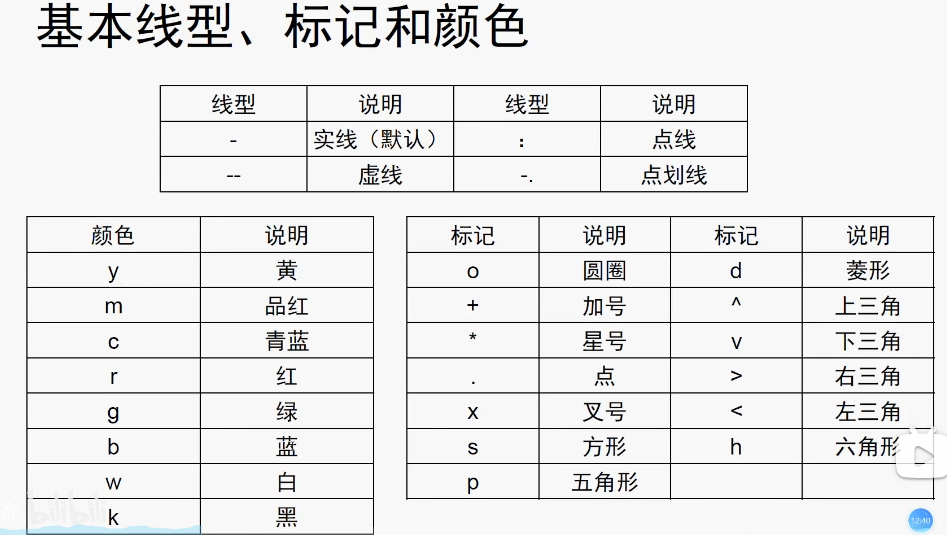 基本线型、标记和颜色
线型 说明 线型 说明
- 实线（默认） : 点线
-- 虚线 -. 点划线
颜色 说明
y 黄
m 品红
c 青蓝
r 红
g 绿
b 蓝
w 白
k 黑
标记 说明 标记 说明
o 圆圈 d 菱形
+ 加号 ^ 上三角
* 星号 v 下三角
. 点 > 右三角
x 叉号 < 左三角
s 方形 h 六角形
p 五角形
bilibili
12:40